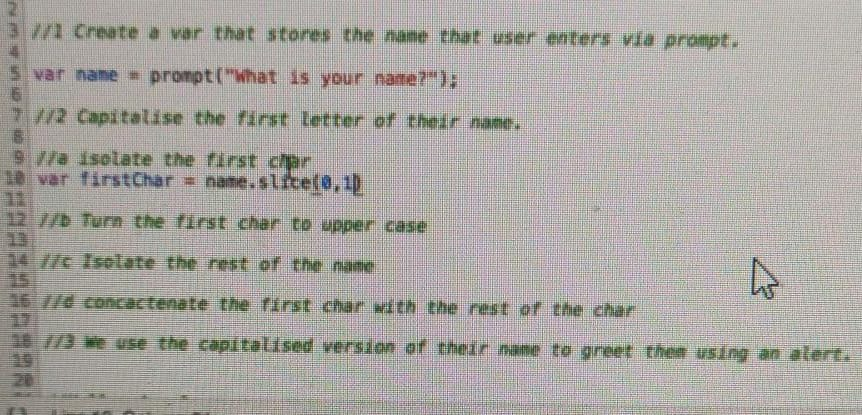 2
3 //1 Create a var that stores the name that user enters via prompt.
4
5 var name = prompt("What is your name?");
6
7 //2 Capitalise the first letter of their name.
8
9 //a isolate the first char
10 var firstChar = name.slice(0,1)
11
12 //b Turn the first char to upper case
13
14 //c Isolate the rest of the name
15
16 //d concactenate the first char with the rest of the char
17
18 //3 We use the capitalised version of their name to greet them using an alert.
19
20